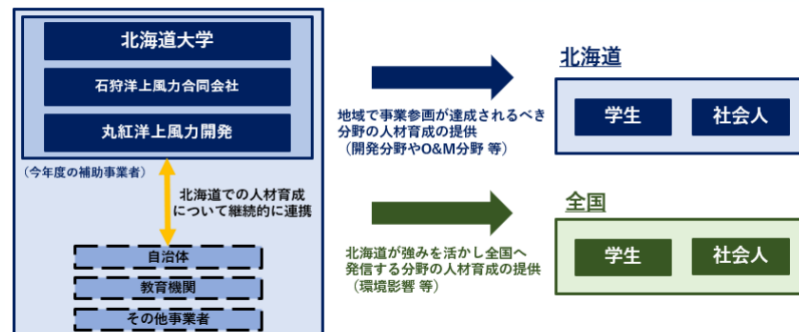 北海道大学
石狩洋上風力合同会社
丸紅洋上風力開発
（今年度の補助事業者）
北海道での人材育成
について継続的に連携
自治体
教育機関
その他事業者
地域で事業参画が達成されるべき
分野の人材育成の提供
（開発分野やO&M分野 等）
北海道
学生
社会人
北海道が強みを活かし全国へ
発信する分野の人材育成の提供
（環境影響 等）
全国
学生
社会人